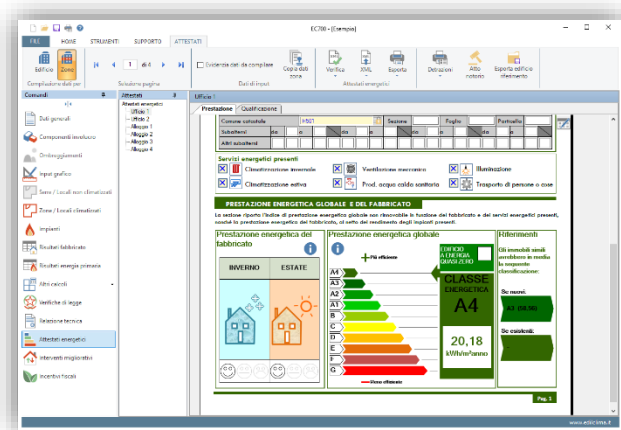 EC700 - [Esempio]
FILE HOME STRUMENTI SUPPORTO ATTESTATI
Edificio Zone
1 di 4
Evidenzia dati da compilare
Copia dati zona
Verifica XML Esporta
Detrazioni Atto notorio Esporta edificio riferimento
Compilazione dati per Selezione pagina Dati di input Attestati energetici
Comandi
Dati generali
Componenti involucro
Ombreggiamenti
Input grafico
Zone / Locali non climatizzati
Zone / Locali climatizzati
Impianti
Risultati fabbricato
Risultati energia primaria
Altri calcoli
Verifiche di legge
Relazione tecnica
Attestati energetici
Interventi migliorativi
Incentivi fiscali
Attestati
Attestati energetici
Ufficio 1
Ufficio 2
Alloggio 1
Alloggio 2
Alloggio 3
Alloggio 4
Ufficio 1
Prestazione Qualificazione
Comune catastale H501 Sezione Foglio Particella
Subalterni da a da a da a da a
Altri subalterni
Servizi energetici presenti
Climatizzazione invernale Ventilazione meccanica Illuminazione
Climatizzazione estiva Prod. acqua calda sanitaria Trasporto di persone o cose
PRESTAZIONE ENERGETICA GLOBALE E DEL FABBRICATO
La sezione riporta l'indice di prestazione energetica globale non rinnovabile in funzione del fabbricato e dei servizi energetici presenti,
nonché la prestazione energetica del fabbricato, al netto del rendimento degli impianti presenti.
Prestazione energetica del fabbricato
INVERNO ESTATE
Prestazione energetica globale
Più efficiente
A4
A3
A2
A1
B
C
D
E
F
G
Meno efficiente
EDIFICIO
A ENERGIA
QUASI ZERO
CLASSE
ENERGETICA
A4
20,18
kWh/m²anno
Riferimenti
Gli immobili simili
avrebbero in media
la seguente
classificazione:
Se nuovi:
Se esistenti:
Pag. 1
www.edilclima.it